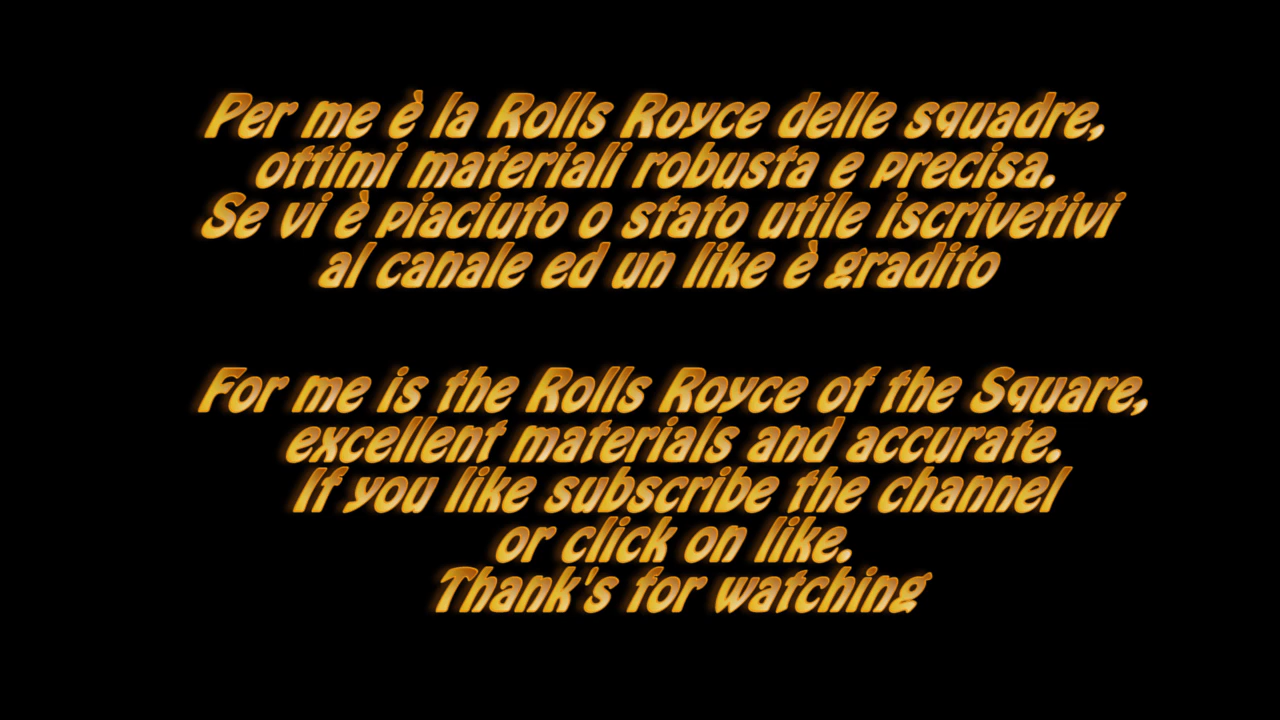 Per me è la Rolls Royce delle squadre,
ottimi materiali robusta e precisa.
Se vi è piaciuto o stato utile iscrivetivi
al canale ed un like è gradito
For me is the Rolls Royce of the Square,
excellent materials and accurate.
If you like subscribe the channel
or click on like.
Thank's for watching